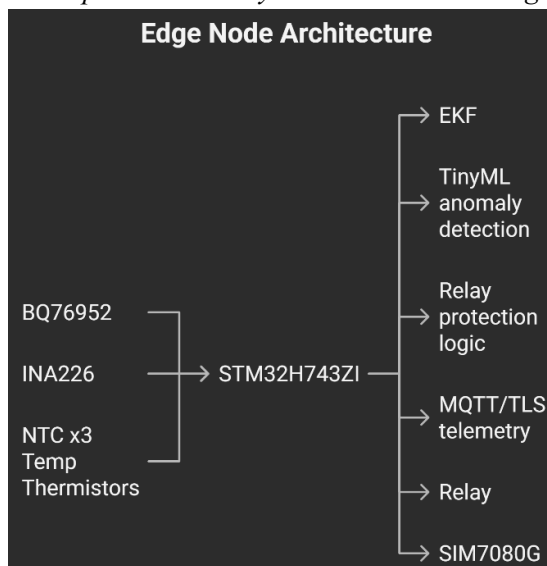 Edge Node Architecture
EKF
TinyML
anomaly
detection
Relay
protection
logic
BQ76952
INA226
STM32H743ZI
NTC x3
Temp
Thermistors
MQTT/TLS
telemetry
Relay
SIM7080G